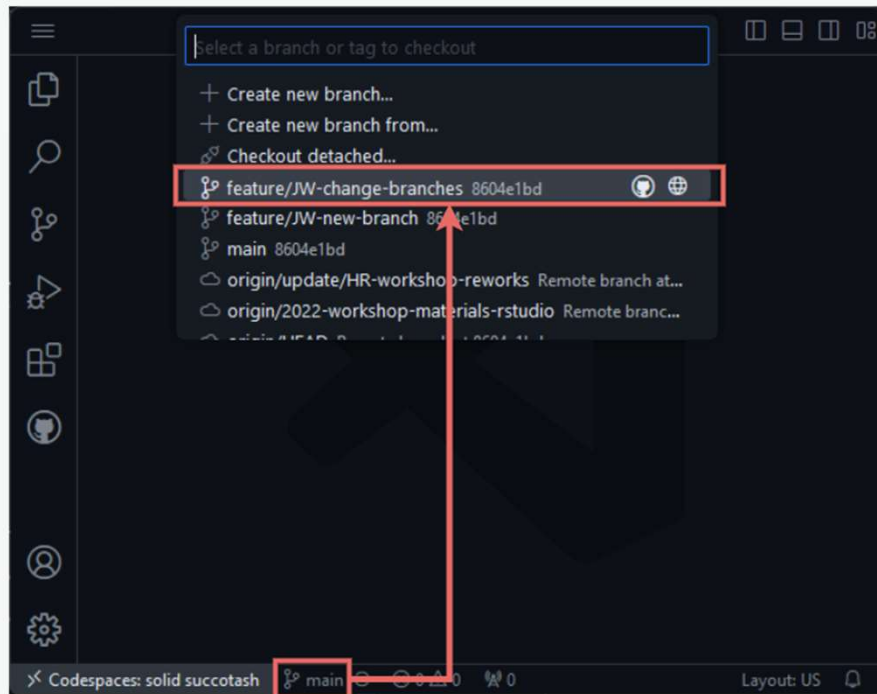 Select a branch or tag to checkout
Create new branch...
Create new branch from...
Checkout detached...
feature/JW-change-branches 8604e1bd
feature/JW-new-branch 8604e1bd
main 8604e1bd
origin/update/HR-workshop-reworks Remote branch at...
origin/2022-workshop-materials-rstudio Remote branc...
Codespaces: solid succotash main 0 0 0 Layout: US